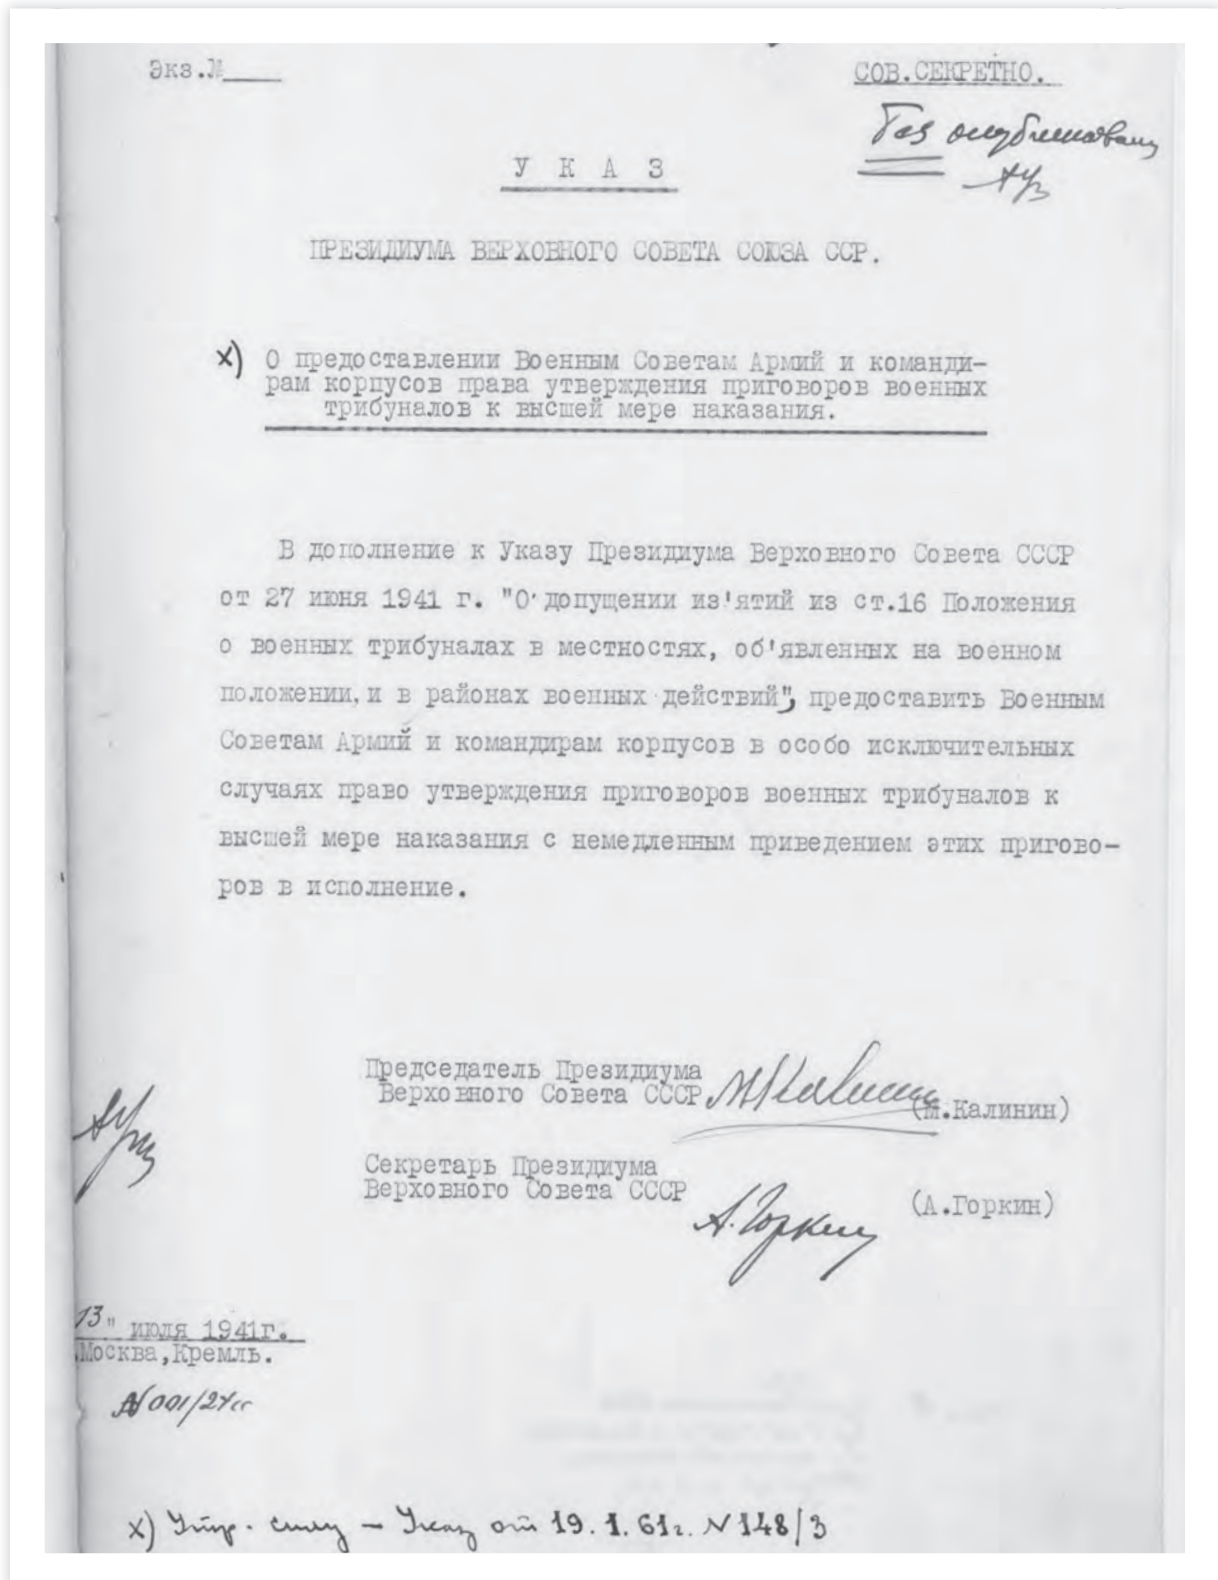 Экз.№____
СОВ.СЕКРЕТНО.
Без опубликования
У К А З
ПРЕЗИДИУМА ВЕРХОВНОГО СОВЕТА СОЮЗА ССР.
х) О предоставлении Военным Советам Армий и команди-
рам корпусов права утверждения приговоров военных
трибуналов к высшей мере наказания.
В дополнение к Указу Президиума Верховного Совета СССР
от 27 июня 1941 г. "О допущении из'ятий из ст.16 Положения
о военных трибуналах в местностях, об'явленных на военном
положении, и в районах военных действий", предоставить Военным
Советам Армий и командирам корпусов в особо исключительных
случаях право утверждения приговоров военных трибуналов к
высшей мере наказания с немедленным приведением этих пригово-
ров в исполнение.
Председатель Президиума
Верховного Совета СССР М Калинин (М.Калинин)
Секретарь Президиума
Верховного Совета СССР А. Горкин (А.Горкин)
13" июля 1941г.
Москва,Кремль.
№001/24сс
х) Утр. силу – Указ от 19.1.61г. N 148/3